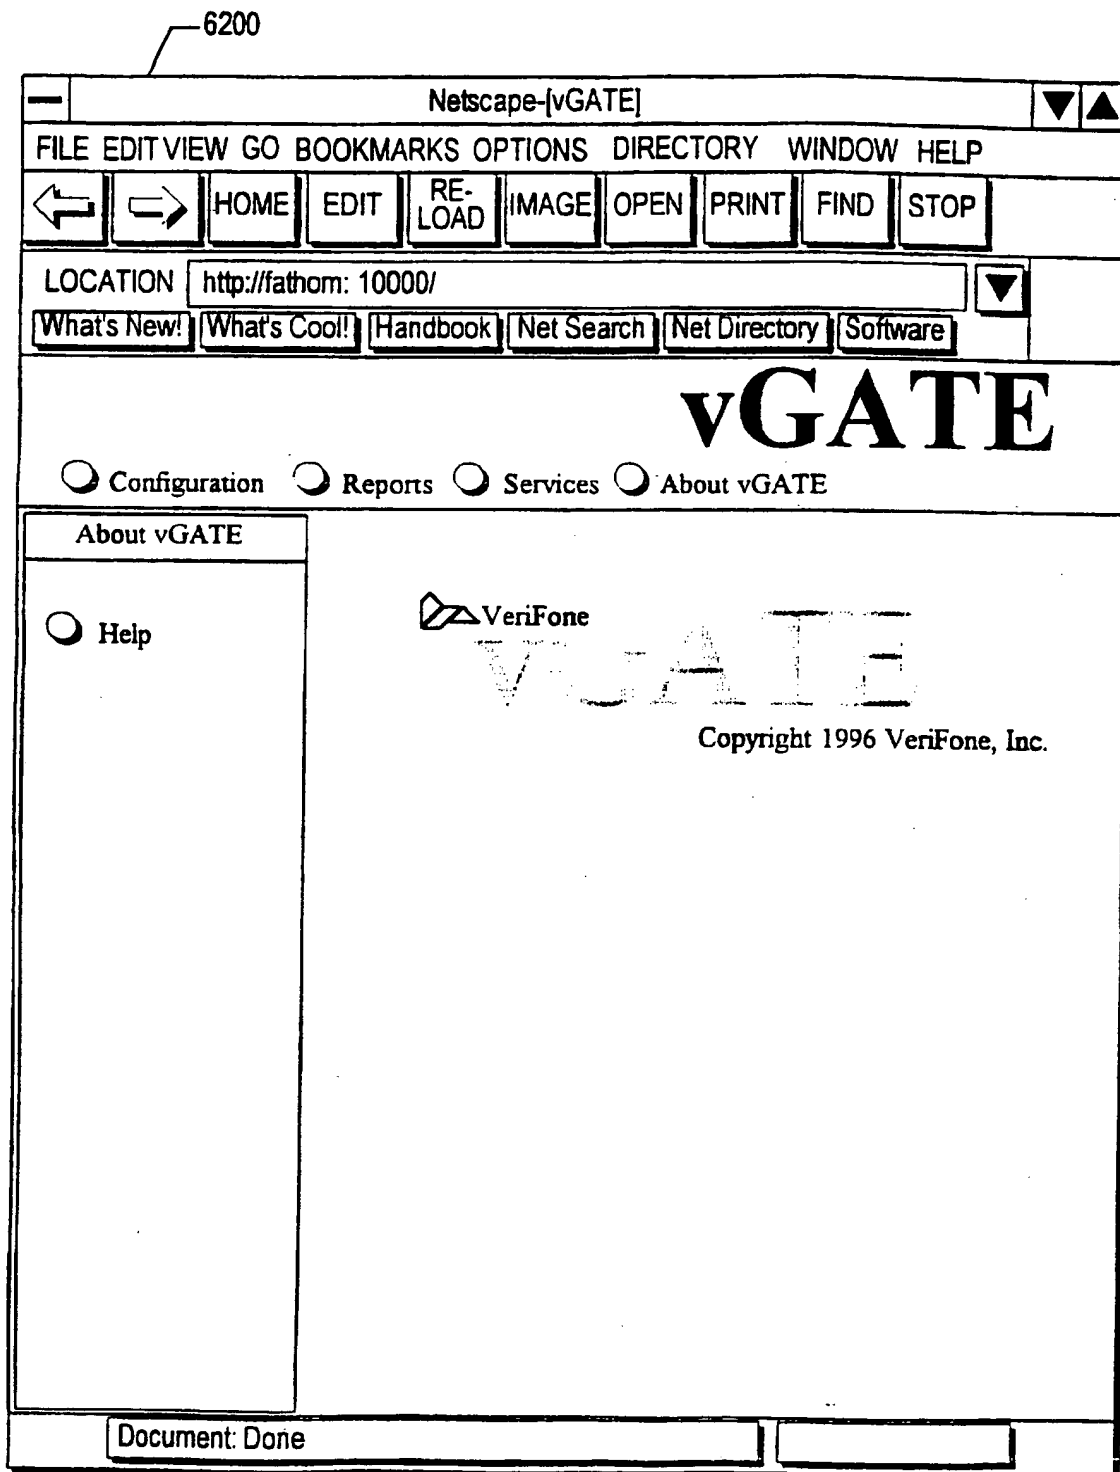 6200
Netscape-[vGATE]
FILE EDIT VIEW GO BOOKMARKS OPTIONS DIRECTORY WINDOW HELP
HOME EDIT RE-LOAD IMAGE OPEN PRINT FIND STOP
LOCATION http://fathom: 10000/
What's New! What's Cool! Handbook Net Search Net Directory Software
vGATE
Configuration Reports Services About vGATE
About vGATE
Help
VeriFone
VGATE
Copyright 1996 VeriFone, Inc.
Document: Done